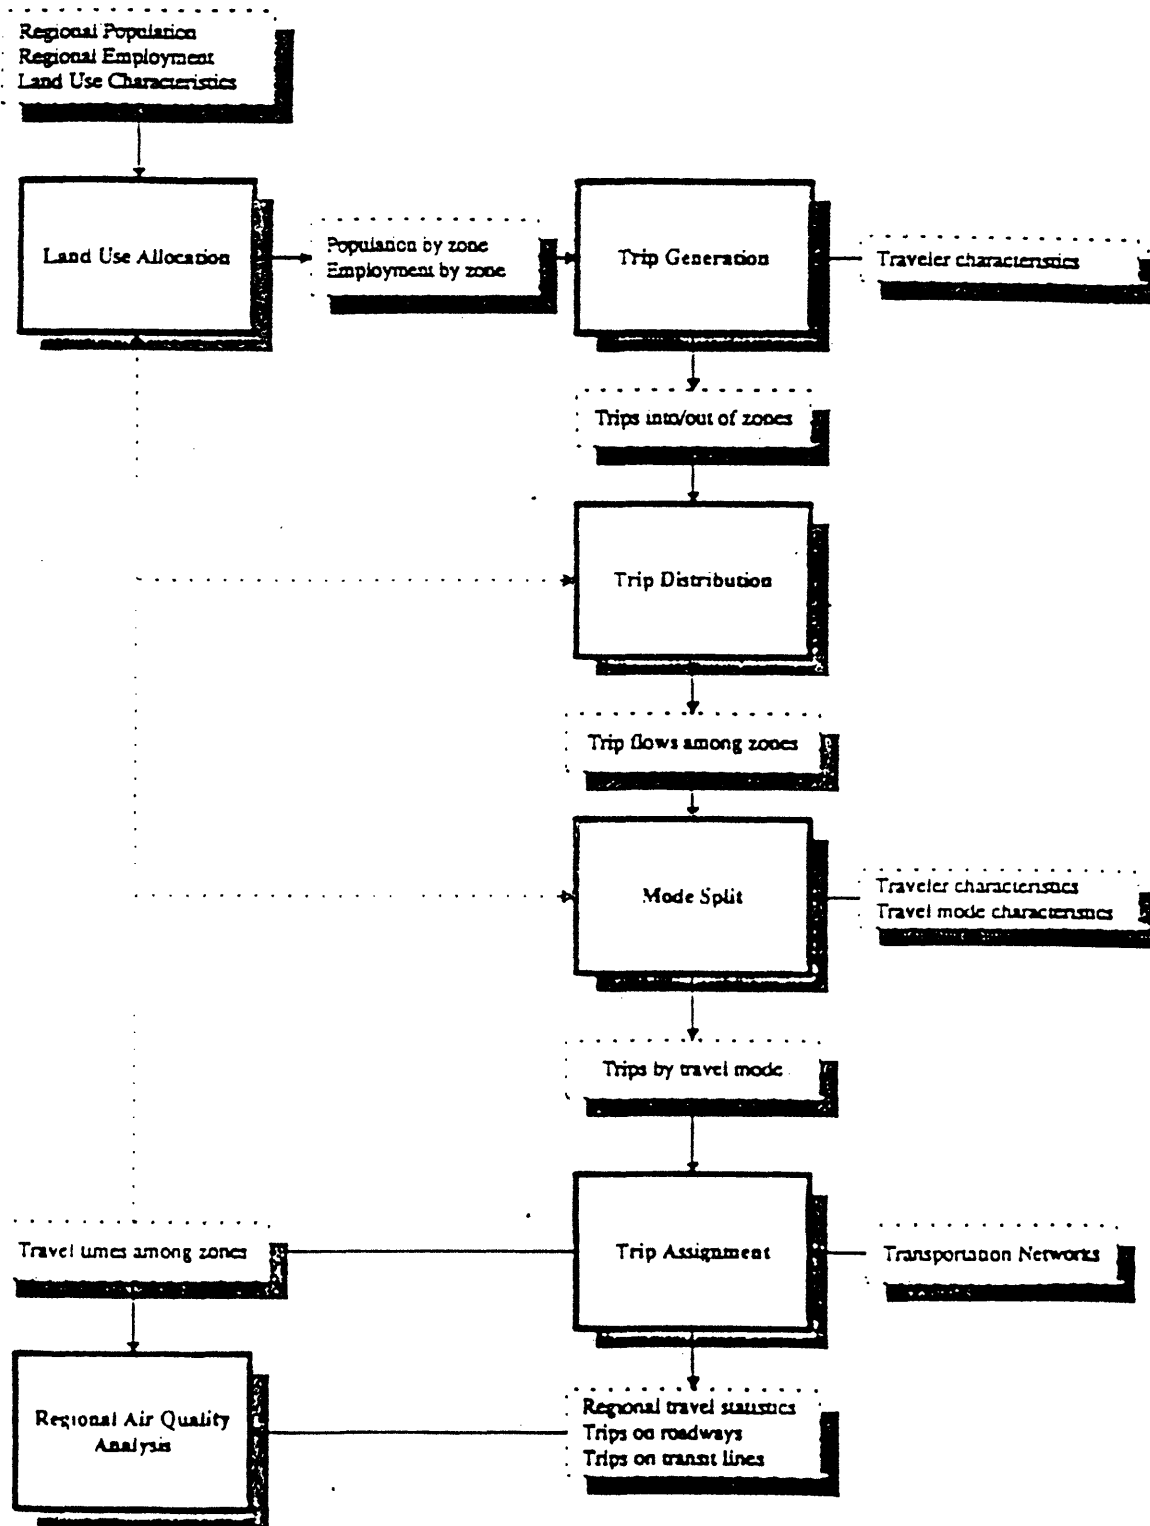 Regional Population
Regional Employment
Land Use Characteristics
Land Use Allocation
Population by zone
Employment by zone
Trip Generation
Traveler characteristics
Trips into/out of zones
Trip Distribution
Trip flows among zones
Mode Split
Traveler characteristics
Travel mode characteristics
Trips by travel mode
Travel times among zones
Trip Assignment
Transportation Networks
Regional Air Quality
Analysis
Regional travel statistics
Trips on roadways
Trips on transit lines